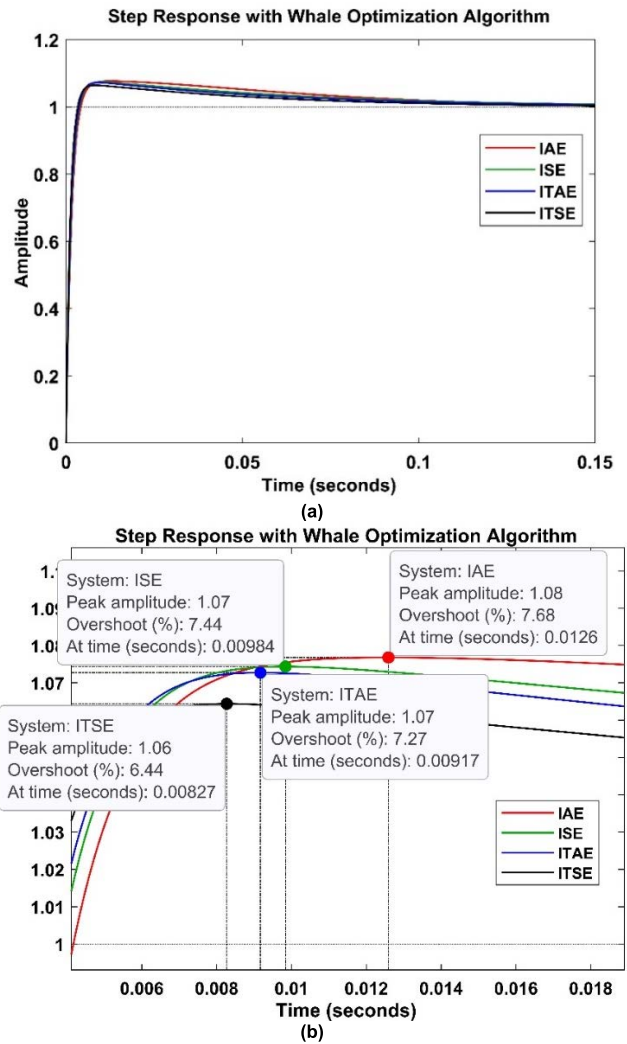 Step Response with Whale Optimization Algorithm
1.2
1
0.8
0.6
0.4
0.2
0
Amplitude
IAE
ISE
ITAE
ITSE
0
0.05
0.1
0.15
Time (seconds)
(a)
Step Response with Whale Optimization Algorithm
System: ISE
Peak amplitude: 1.07
Overshoot (%): 7.44
At time (seconds): 0.00984
System: IAE
Peak amplitude: 1.08
Overshoot (%): 7.68
At time (seconds): 0.0126
1.09
1.08
1.07
System: ITAE
Peak amplitude: 1.07
Overshoot (%): 7.27
At time (seconds): 0.00917
System: ITSE
Peak amplitude: 1.06
Overshoot (%): 6.44
At time (seconds): 0.00827
1.03
1.02
1.01
1
IAE
ISE
ITAE
ITSE
0.006
0.008
0.01
0.012
0.014
0.016
0.018
Time (seconds)
(b)